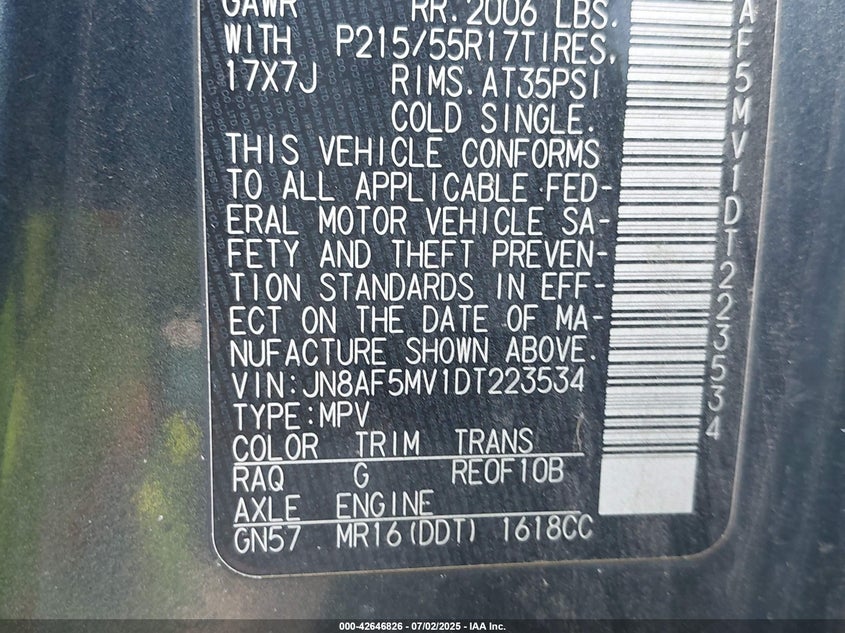 GAWR RR. 2006 LBS.
WITH P215/55R17TIRES,
17X7J RIMS. AT35PSI
COLD SINGLE.
THIS VEHICLE CONFORMS
TO ALL APPLICABLE FED-
ERAL MOTOR VEHICLE SA-
FETY AND THEFT PREVEN-
TION STANDARDS IN EFF-
ECT ON THE DATE OF MA-
NUFACTURE SHOWN ABOVE.
VIN:JN8AF5MV1DT223534
TYPE:MPV
COLOR TRIM TRANS
RAQ G RE0F10B
AXLE ENGINE
GN57 MR16(DDT) 1618CC
AF5MV1DT223534
000-42646826 - 07/02/2025 - IAA Inc.